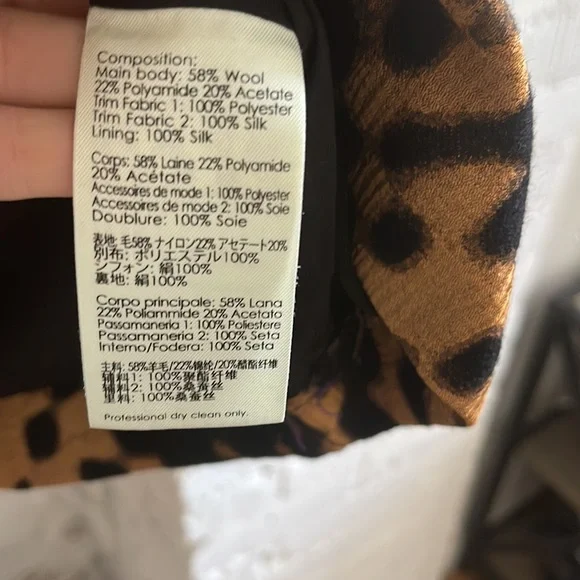 Composition:
Main body: 58% Wool
22% Polyamide 20% Acetate
Trim Fabric 1: 100% Polyester
Trim Fabric 2: 100% Silk
Lining: 100% Silk
Corps: 58% Laine 22% Polyamide
20% Acétate
Accessoires de mode 1: 100% Polyester
Accessoires de mode 2: 100% Soie
Doublure: 100% Soie
表地: 毛58% ナイロン22% アセテート20%
別布: ポリエステル100%
シフォン: 絹100%
裏地: 絹100%
Corpo principale: 58% Lana
22% Poliammide 20% Acetato
Passamaneria 1: 100% Poliestere
Passamaneria 2: 100% Seta
Interno/Fodera: 100% Seta
主料: 58%羊毛/22%锦纶/20%醋酯纤维
辅料1: 100%聚酯纤维
辅料2: 100%桑蚕丝
里料: 100%桑蚕丝
Professional dry clean only.